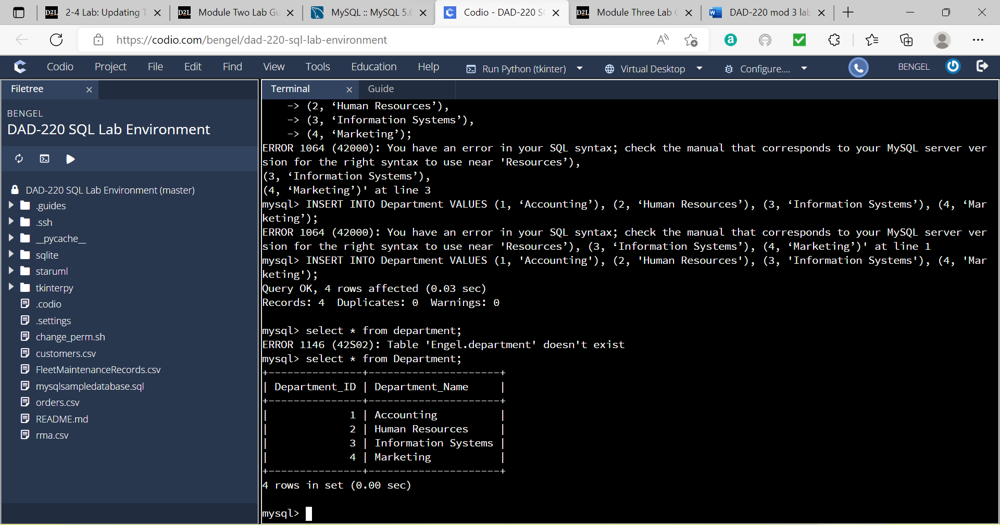 2-4 Lab: Updating T
Module Two Lab Gu
MySQL :: MySQL 5.6
Codio - DAD-220 S
Module Three Lab G
DAD-220 mod 3 lab
https://codio.com/bengel/dad-220-sql-lab-environment
Codio Project File Edit Find View Tools Education Help Run Python (tkinter) Virtual Desktop Configure.... BENGEL
Filetree
Terminal Guide
BENGEL
DAD-220 SQL Lab Environment
DAD-220 SQL Lab Environment (master)
.guides
.ssh
__pycache__
sqlite
staruml
tkinterpy
.codio
.settings
change_perm.sh
customers.csv
FleetMaintenanceRecords.csv
mysqlsampledatabase.sql
orders.csv
README.md
rma.csv
-> (2, ‘Human Resources’),
-> (3, ‘Information Systems’),
-> (4, ‘Marketing’);
ERROR 1064 (42000): You have an error in your SQL syntax; check the manual that corresponds to your MySQL server ver
sion for the right syntax to use near 'Resources’),
(3, ‘Information Systems’),
(4, ‘Marketing’)' at line 3
mysql> INSERT INTO Department VALUES (1, ‘Accounting’), (2, ‘Human Resources’), (3, ‘Information Systems’), (4, ‘Mar
keting’);
ERROR 1064 (42000): You have an error in your SQL syntax; check the manual that corresponds to your MySQL server ver
sion for the right syntax to use near 'Resources’), (3, ‘Information Systems’), (4, ‘Marketing’)' at line 1
mysql> INSERT INTO Department VALUES (1, 'Accounting'), (2, 'Human Resources'), (3, 'Information Systems'), (4, 'Mar
keting');
Query OK, 4 rows affected (0.03 sec)
Records: 4  Duplicates: 0  Warnings: 0
mysql> select * from department;
ERROR 1146 (42S02): Table 'Engel.department' doesn't exist
mysql> select * from Department;
+---------------+---------------------+
| Department_ID | Department_Name     |
+---------------+---------------------+
|             1 | Accounting          |
|             2 | Human Resources     |
|             3 | Information Systems |
|             4 | Marketing           |
+---------------+---------------------+
4 rows in set (0.00 sec)
mysql>